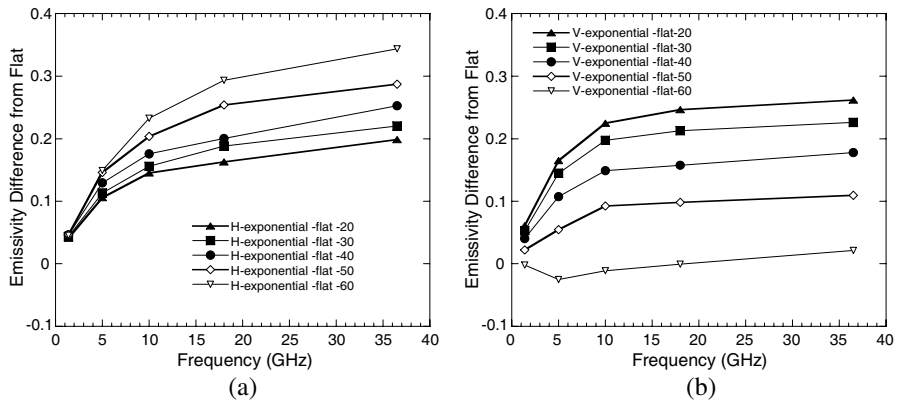 0.4
0.3
0.2
0.1
0
-0.1
Emissivity Difference from Flat
H-exponential -flat -20
H-exponential -flat -30
H-exponential -flat -40
H-exponential -flat -50
H-exponential -flat -60
0 5 10 15 20 25 30 35 40
Frequency (GHz)
(a)
0.4
0.3
0.2
0.1
0
-0.1
Emissivity Difference from Flat
V-exponential -flat-20
V-exponential -flat-30
V-exponential -flat-40
V-exponential -flat-50
V-exponential -flat-60
0 5 10 15 20 25 30 35 40
Frequency (GHz)
(b)